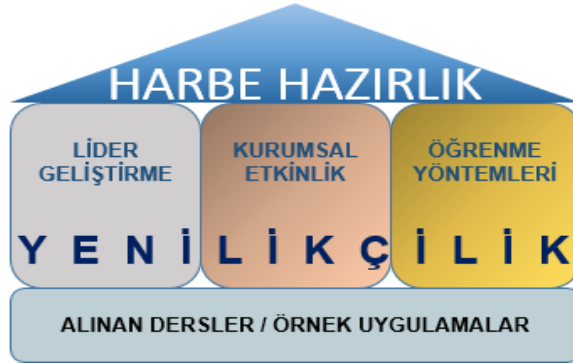 HARBE HAZIRLIK
LİDER
GELİŞTİRME
KURUMSAL
ETKİNLİK
ÖĞRENME
YÖNTEMLERİ
Y E N İ L İ K Ç İ L İ K
ALINAN DERSLER / ÖRNEK UYGULAMALAR